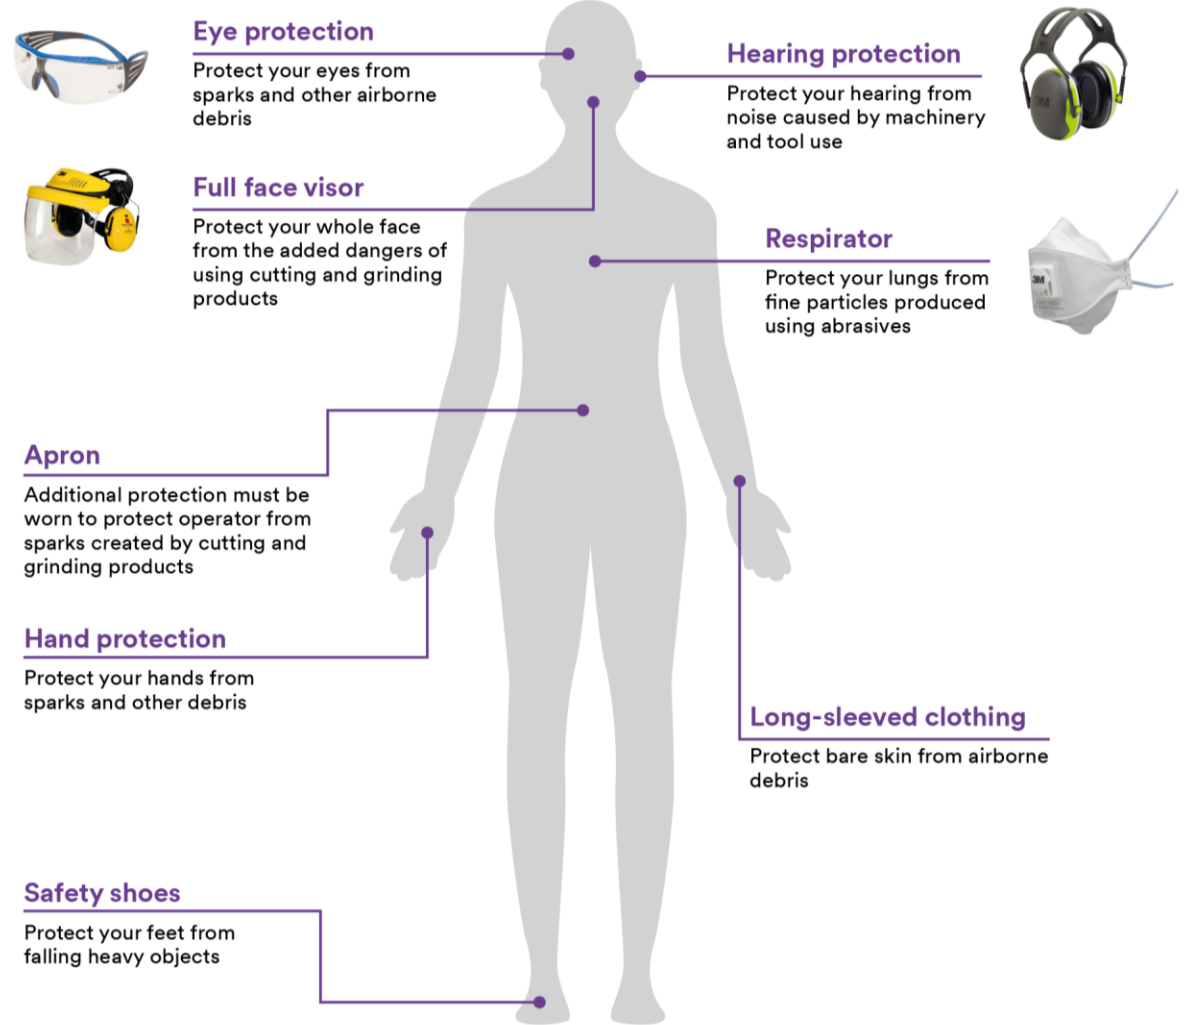 Eye protection
Protect your eyes from
sparks and other airborne
debris
Hearing protection
Protect your hearing from
noise caused by machinery
and tool use
3M
Full face visor
Protect your whole face
from the added dangers of
using cutting and grinding
products
Respirator
Protect your lungs from
fine particles produced
using abrasives
3M
Apron
Additional protection must be
worn to protect operator from
sparks created by cutting and
grinding products
Hand protection
Protect your hands from
sparks and other debris
Long-sleeved clothing
Protect bare skin from airborne
debris
Safety shoes
Protect your feet from
falling heavy objects